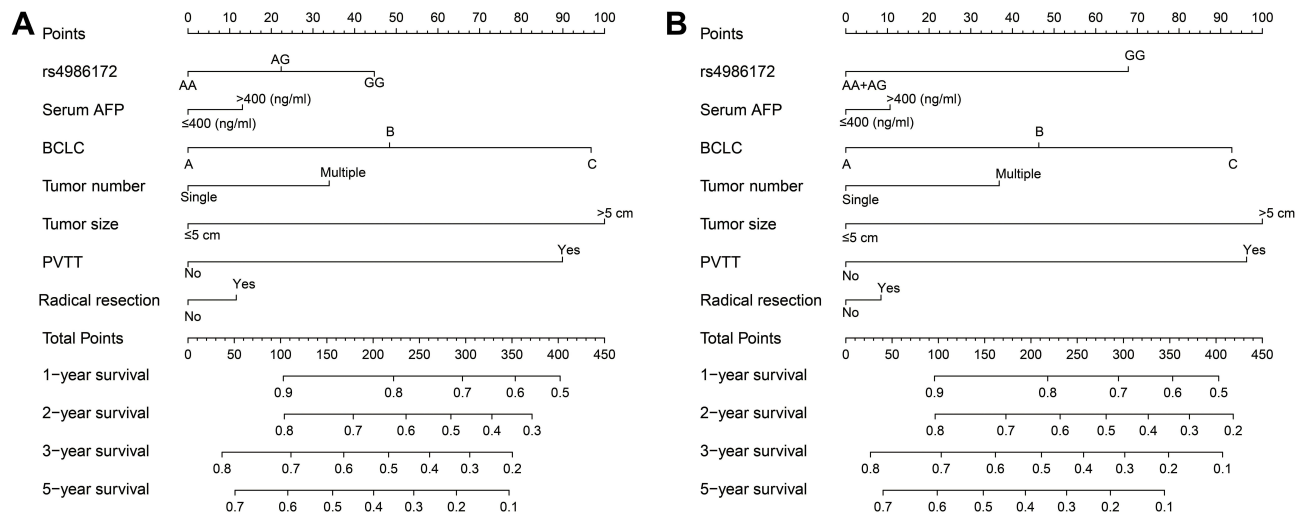 A
0 10 20 30 40 50 60 70 80 90 100
Points
AG
rs4986172
AA GG
>400 (ng/ml)
Serum AFP
≤400 (ng/ml)
B
BCLC
A C
Multiple
Tumor number
Single
>5 cm
Tumor size
≤5 cm
Yes
PVTT
No
Yes
Radical resection
No
Total Points
0 50 100 150 200 250 300 350 400 450
1−year survival
0.9 0.8 0.7 0.6 0.5
2−year survival
0.8 0.7 0.6 0.5 0.4 0.3
3−year survival
0.8 0.7 0.6 0.5 0.4 0.3 0.2
5−year survival
0.7 0.6 0.5 0.4 0.3 0.2 0.1
B
0 10 20 30 40 50 60 70 80 90 100
Points
GG
rs4986172
AA+AG
>400 (ng/ml)
Serum AFP
≤400 (ng/ml)
B
BCLC
A C
Multiple
Tumor number
Single
>5 cm
Tumor size
≤5 cm
Yes
PVTT
No
Yes
Radical resection
No
Total Points
0 50 100 150 200 250 300 350 400 450
1−year survival
0.9 0.8 0.7 0.6 0.5
2−year survival
0.8 0.7 0.6 0.5 0.4 0.3 0.2
3−year survival
0.8 0.7 0.6 0.5 0.4 0.3 0.2 0.1
5−year survival
0.7 0.6 0.5 0.4 0.3 0.2 0.1